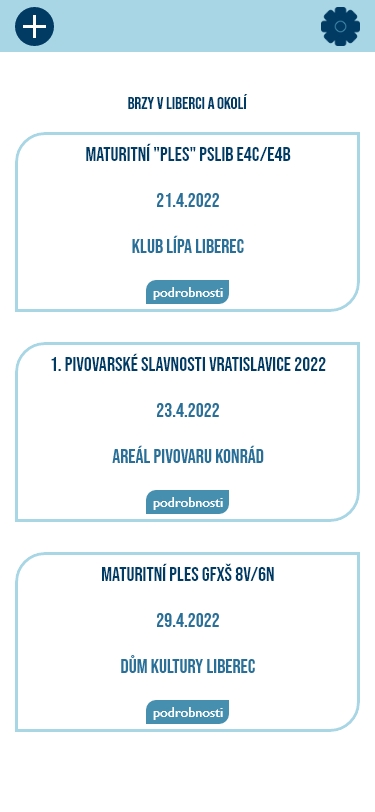 BRZY V LIBERCI A OKOLÍ
MATURITNÍ "PLES" PSLIB E4C/E4B
21.4.2022
KLUB LÍPA LIBEREC
podrobnosti
1. PIVOVARSKÉ SLAVNOSTI VRATISLAVICE 2022
23.4.2022
AREÁL PIVOVARU KONRÁD
podrobnosti
MATURITNÍ PLES GFXŠ 8V/6N
29.4.2022
DŮM KULTURY LIBEREC
podrobnosti